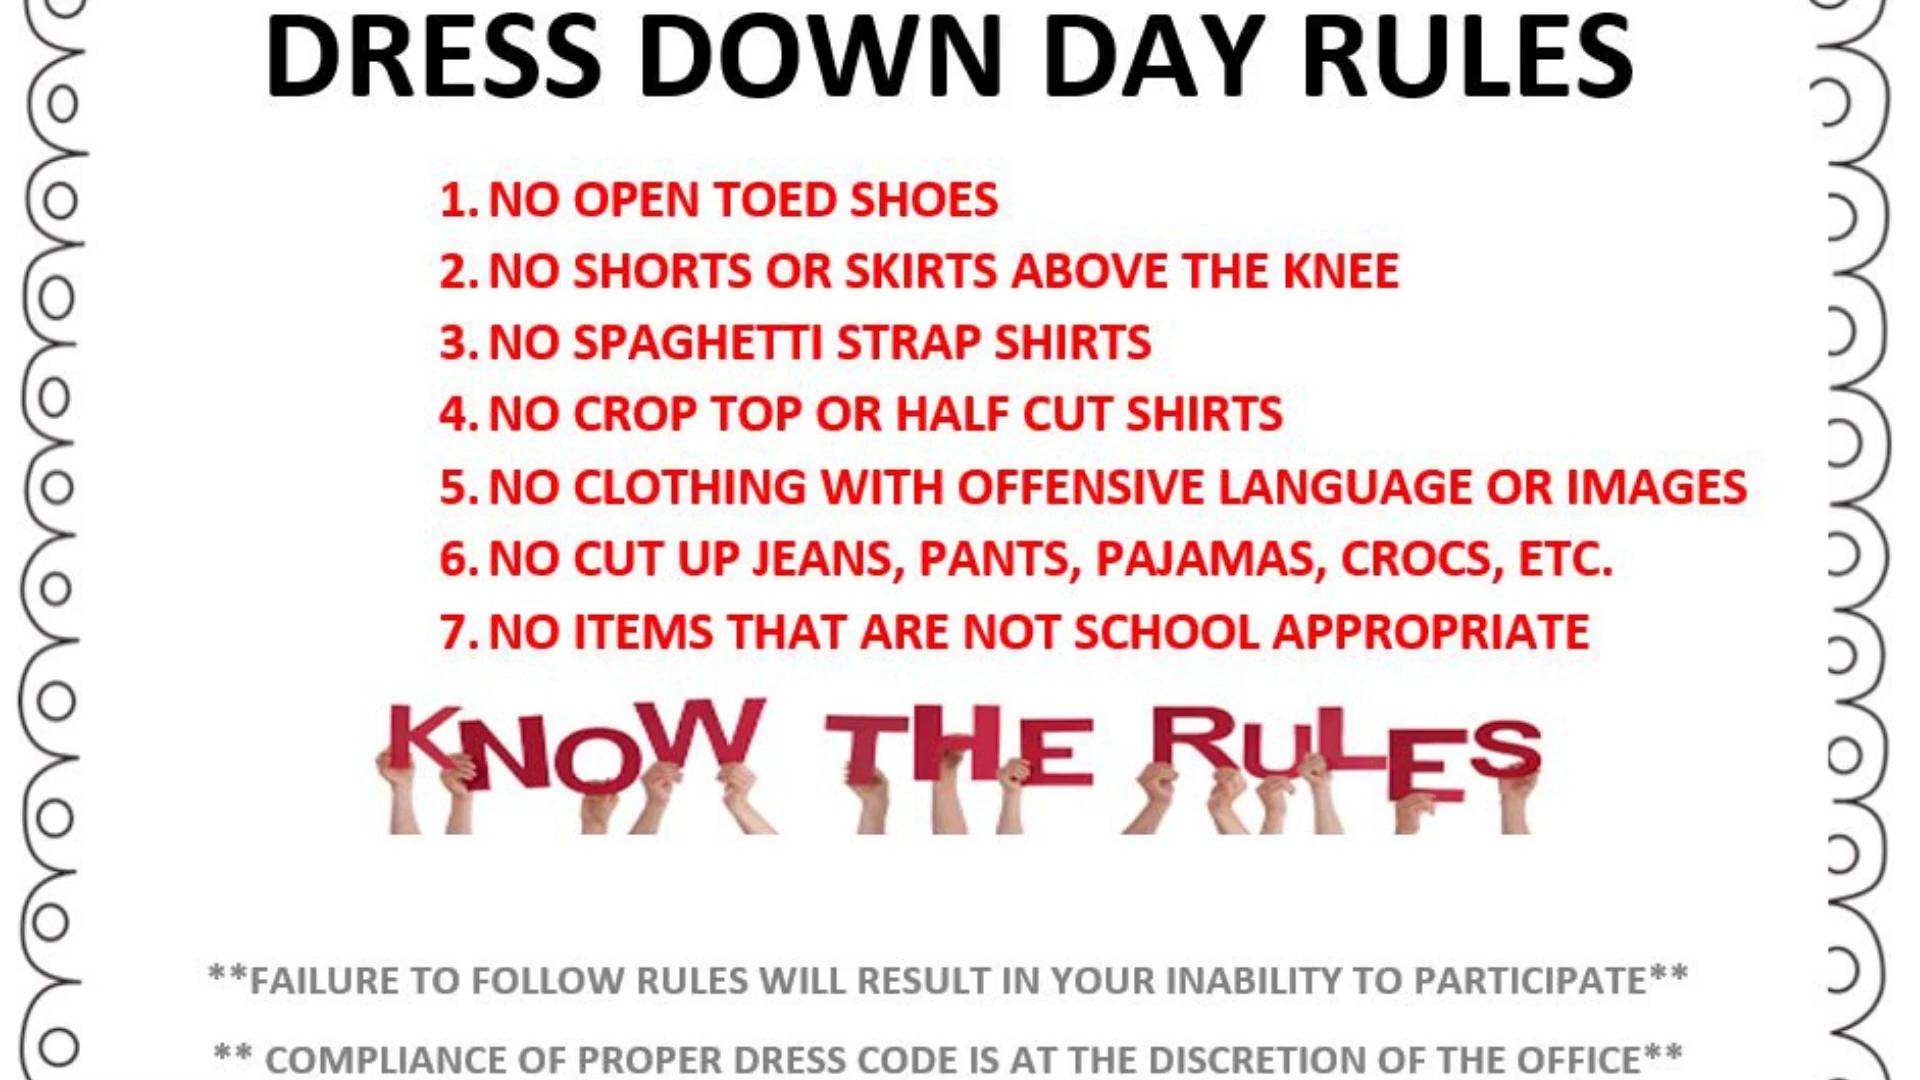 DRESS DOWN DAY RULES
1. NO OPEN TOED SHOES
2. NO SHORTS OR SKIRTS ABOVE THE KNEE
3. NO SPAGHETTI STRAP SHIRTS
4. NO CROP TOP OR HALF CUT SHIRTS
5. NO CLOTHING WITH OFFENSIVE LANGUAGE OR IMAGES
6. NO CUT UP JEANS, PANTS, PAJAMAS, CROCS, ETC.
7. NO ITEMS THAT ARE NOT SCHOOL APPROPRIATE
KNOW THE RULES
**FAILURE TO FOLLOW RULES WILL RESULT IN YOUR INABILITY TO PARTICIPATE**
** COMPLIANCE OF PROPER DRESS CODE IS AT THE DISCRETION OF THE OFFICE**